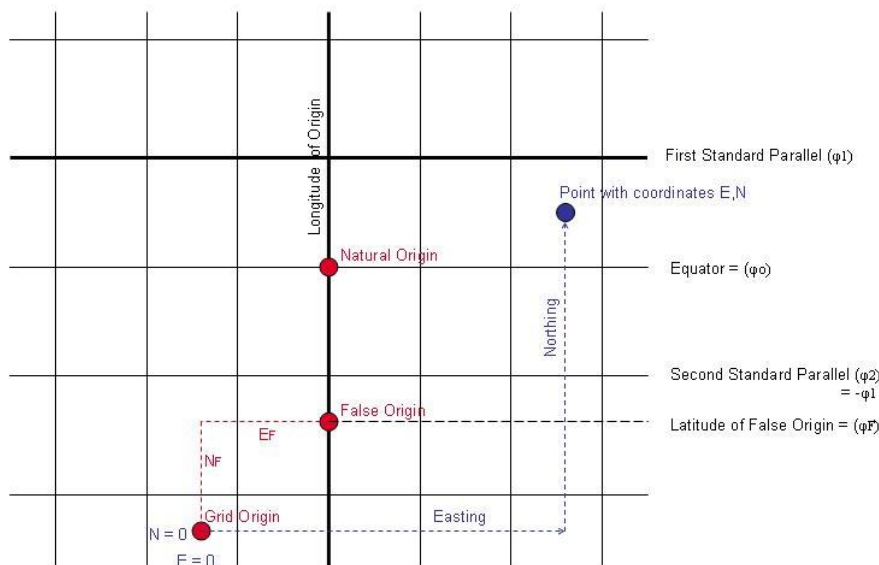 Longitude of Origin
First Standard Parallel (φ1)
Point with coordinates E,N
Natural Origin
Equator = (φo)
Northing
Second Standard Parallel (φ2)
= -φ1
False Origin
Latitude of False Origin = (φF)
EF
NF
Grid Origin
Easting
N = 0
E = 0